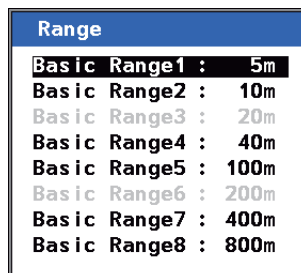 Range
Basic Range1 : 5m
Basic Range2 : 10m
Basic Range3 : 20m
Basic Range4 : 40m
Basic Range5 : 100m
Basic Range6 : 200m
Basic Range7 : 400m
Basic Range8 : 800m